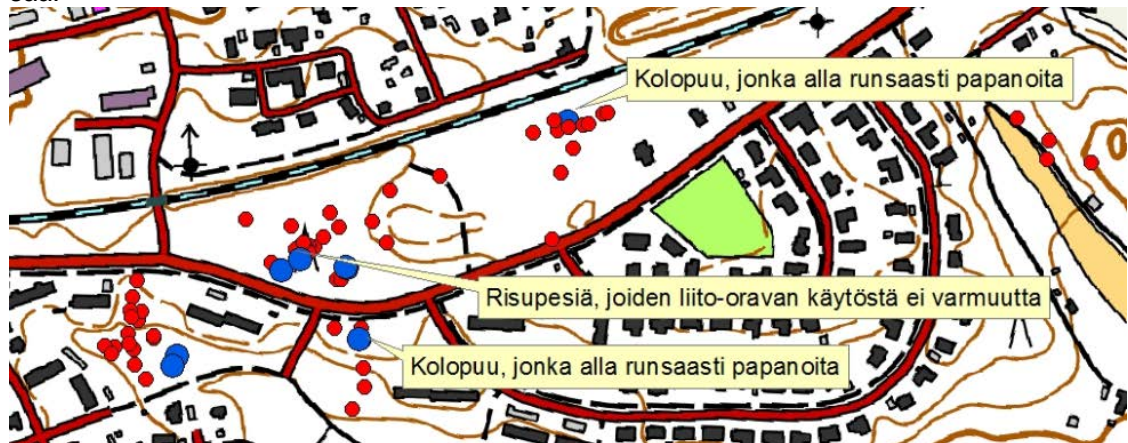 Kolopuu, jonka alla runsaasti papanoita
Risupesiä, joiden liito-oravan käytöstä ei varmuutta
Kolopuu, jonka alla runsaasti papanoita